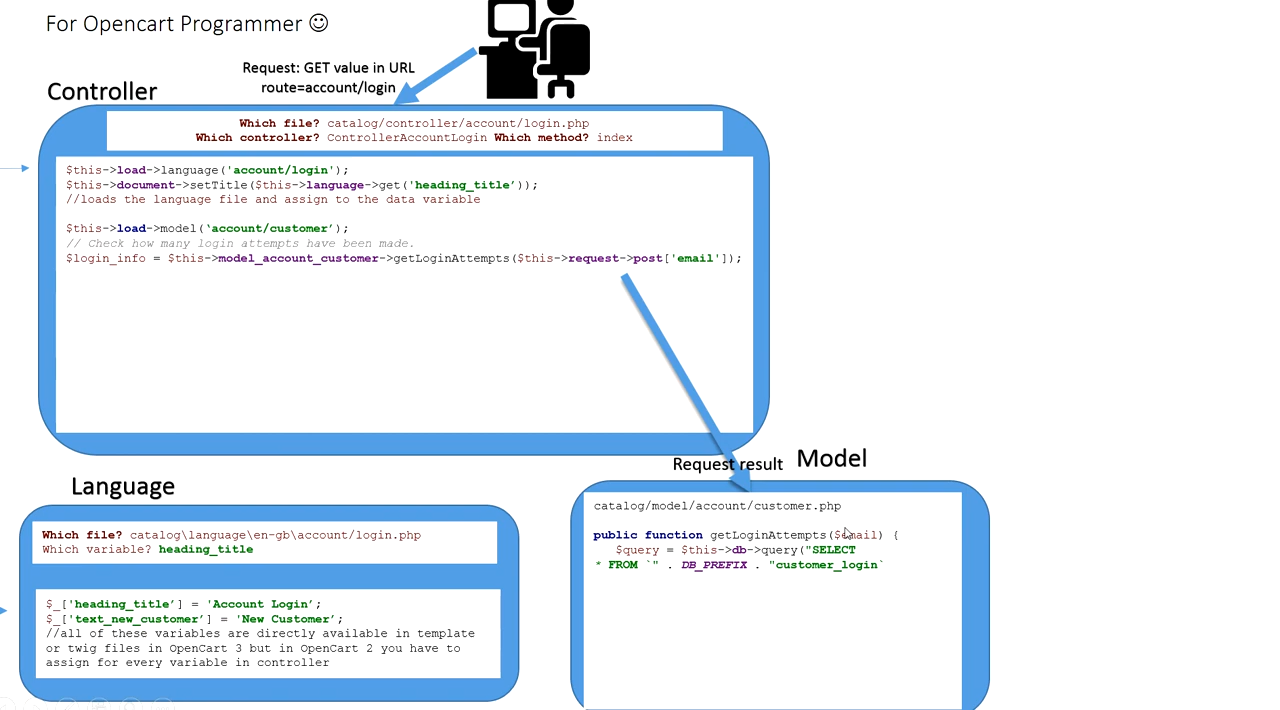 For Opencart Programmer ☺
Request: GET value in URL
route=account/login
Controller
Which file? catalog/controller/account/login.php
Which controller? ControllerAccountLogin Which method? index
$this->load->language('account/login');
$this->document->setTitle($this->language->get('heading_title’));
//loads the language file and assign to the data variable
$this->load->model(‘account/customer’);
// Check how many login attempts have been made.
$login_info = $this->model_account_customer->getLoginAttempts($this->request->post['email']);
Request result
Model
catalog/model/account/customer.php
public function getLoginAttempts($email) {
$query = $this->db->query("SELECT
* FROM `" . DB_PREFIX . "customer_login`
Language
Which file? catalog\language\en-gb\account/login.php
Which variable? heading_title
$_['heading_title’] = 'Account Login’;
$_['text_new_customer’] = 'New Customer’;
//all of these variables are directly available in template
or twig files in OpenCart 3 but in OpenCart 2 you have to
assign for every variable in controller